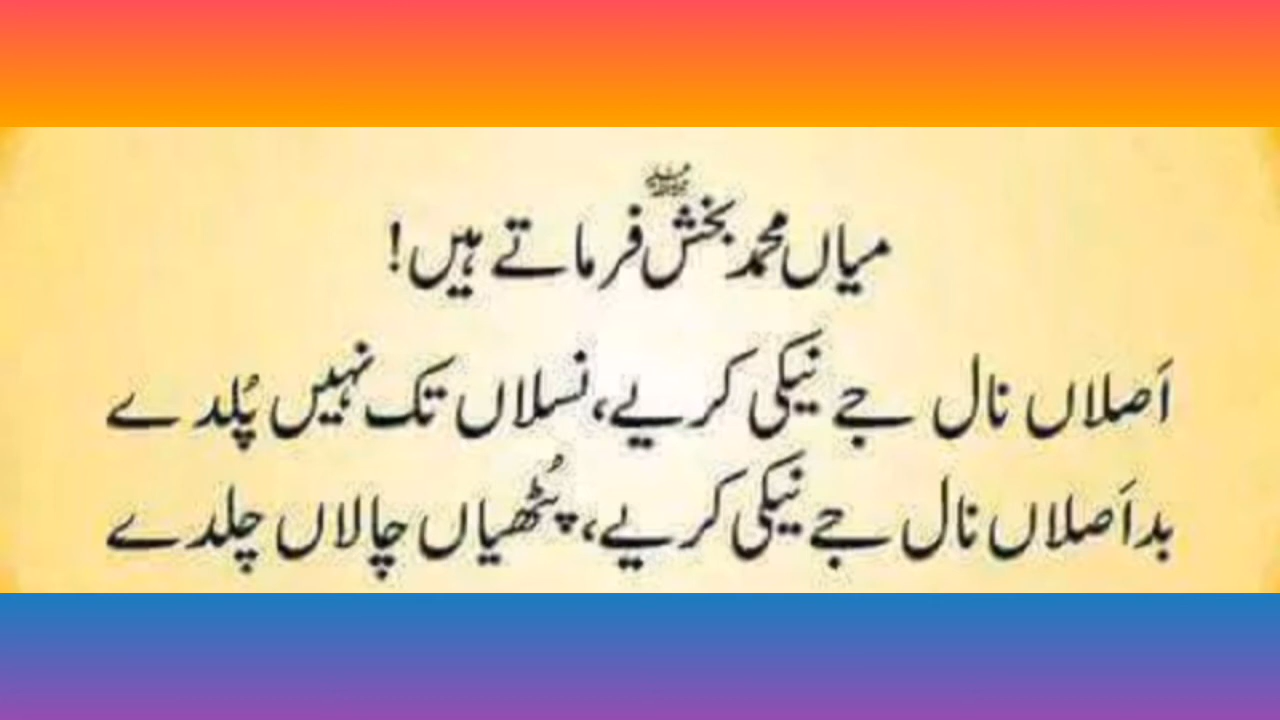 میاں محمد بخشؒ فرماتے ہیں!
اَصلاں نال جے نیکی کریے، نسلاں تک نہیں پُلدے
بداَصلاں نال جے نیکی کریے، پُٹھیاں چالاں چلدے